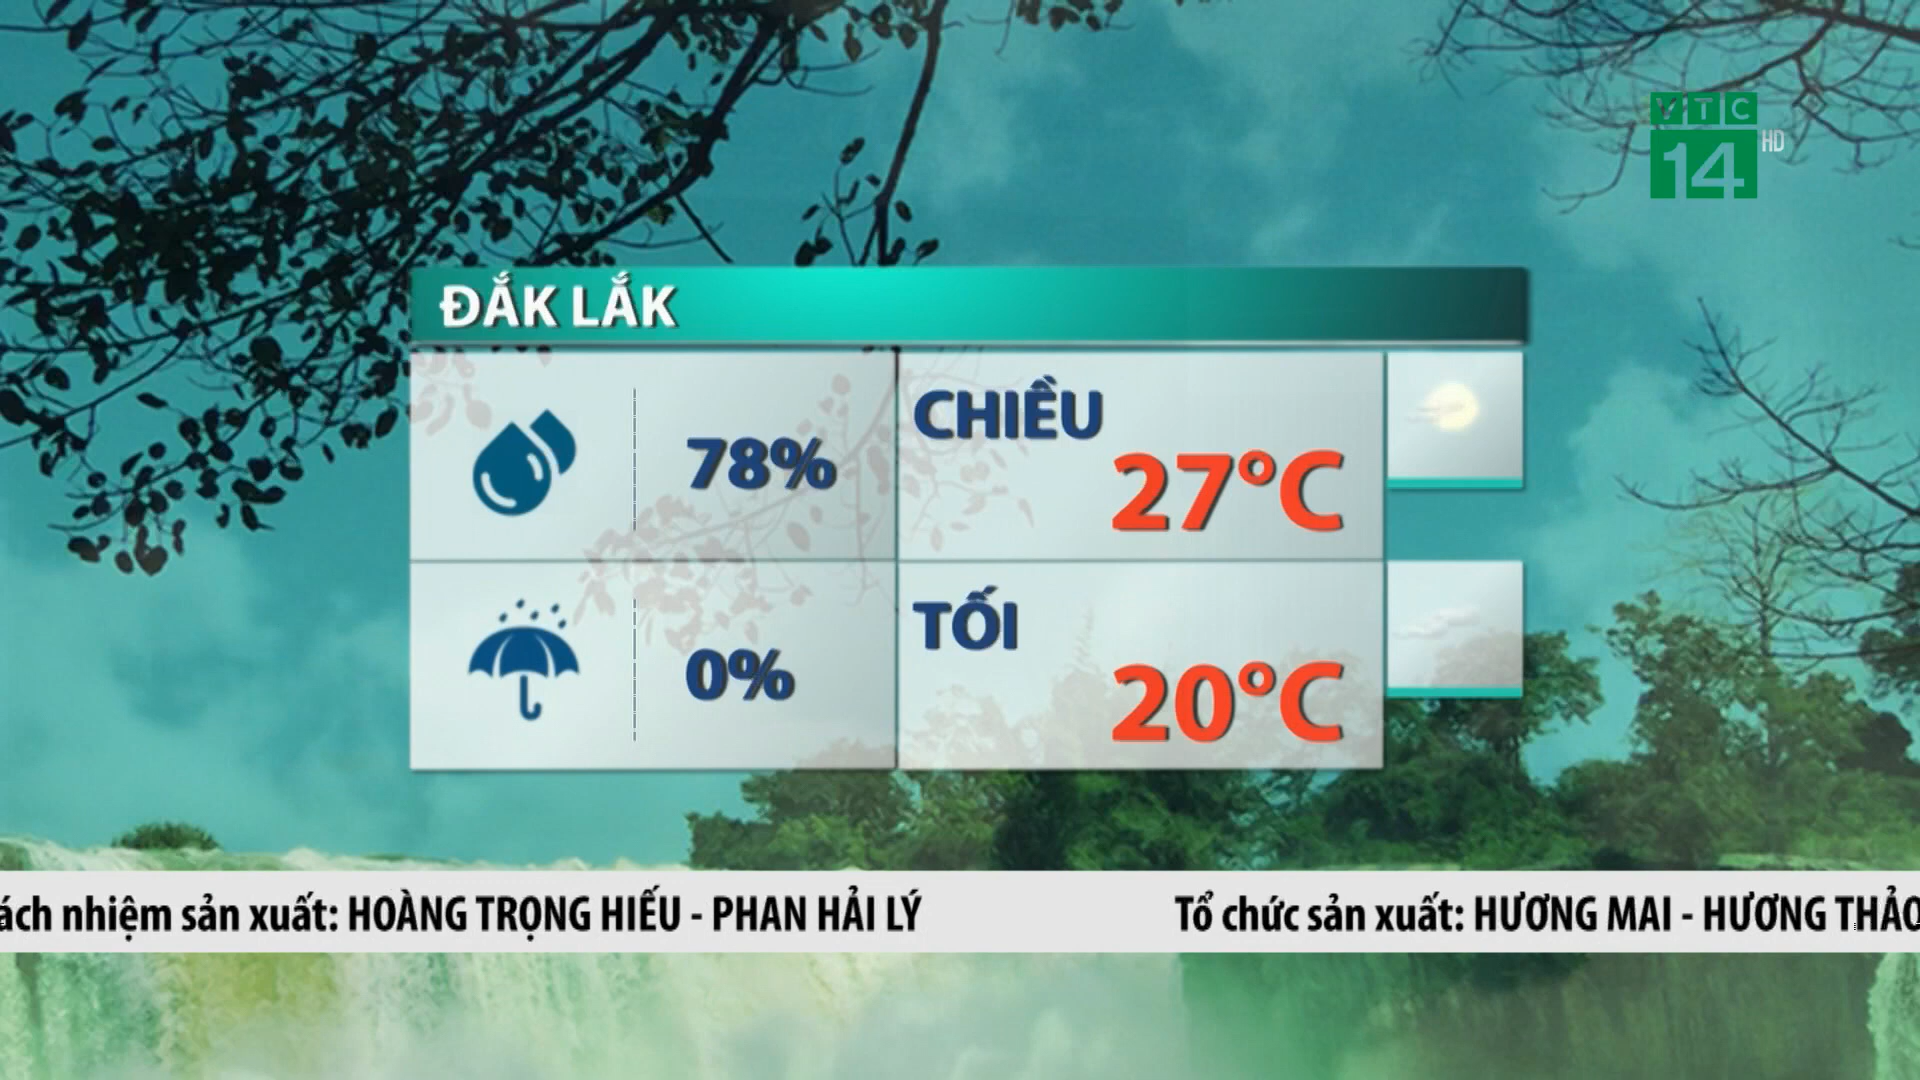 VTC
14 HD
ĐẮK LẮK
78%
CHIỀU
27°C
0%
TỐI
20°C
ách nhiệm sản xuất: HOÀNG TRỌNG HIẾU - PHAN HẢI LÝ
Tổ chức sản xuất: HƯƠNG MAI - HƯƠNG THẢO